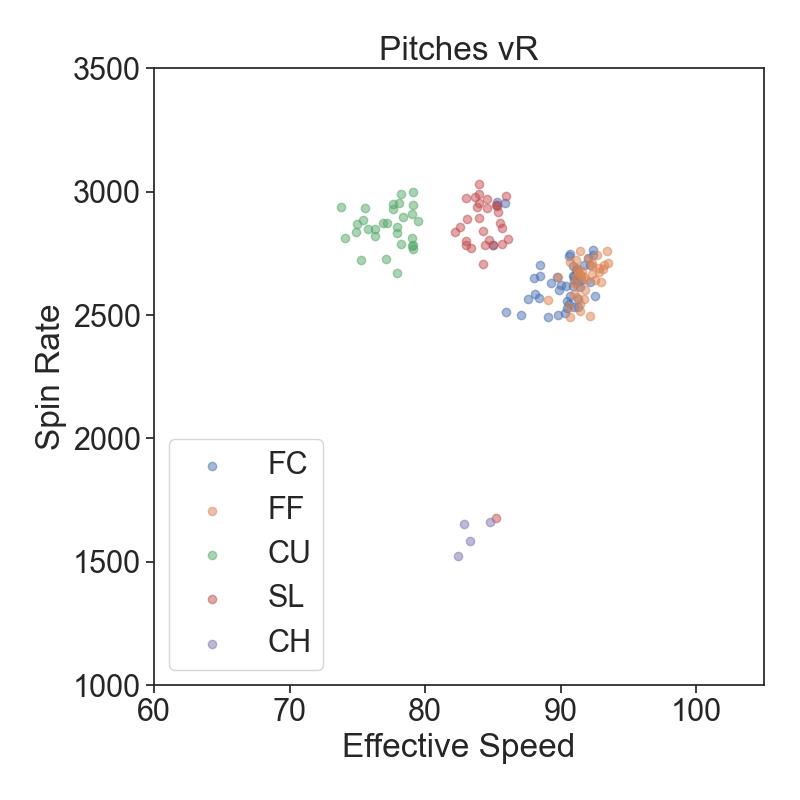 Pitches vR
3500
3000
2500
2000
1500
1000
Spin Rate
FC
FF
CU
SL
CH
60 70 80 90 100
Effective Speed